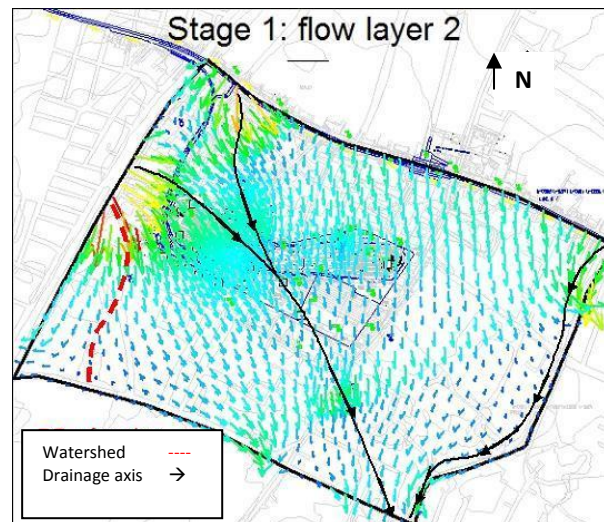 Stage 1: flow layer 2
N
Watershed ----
Drainage axis →